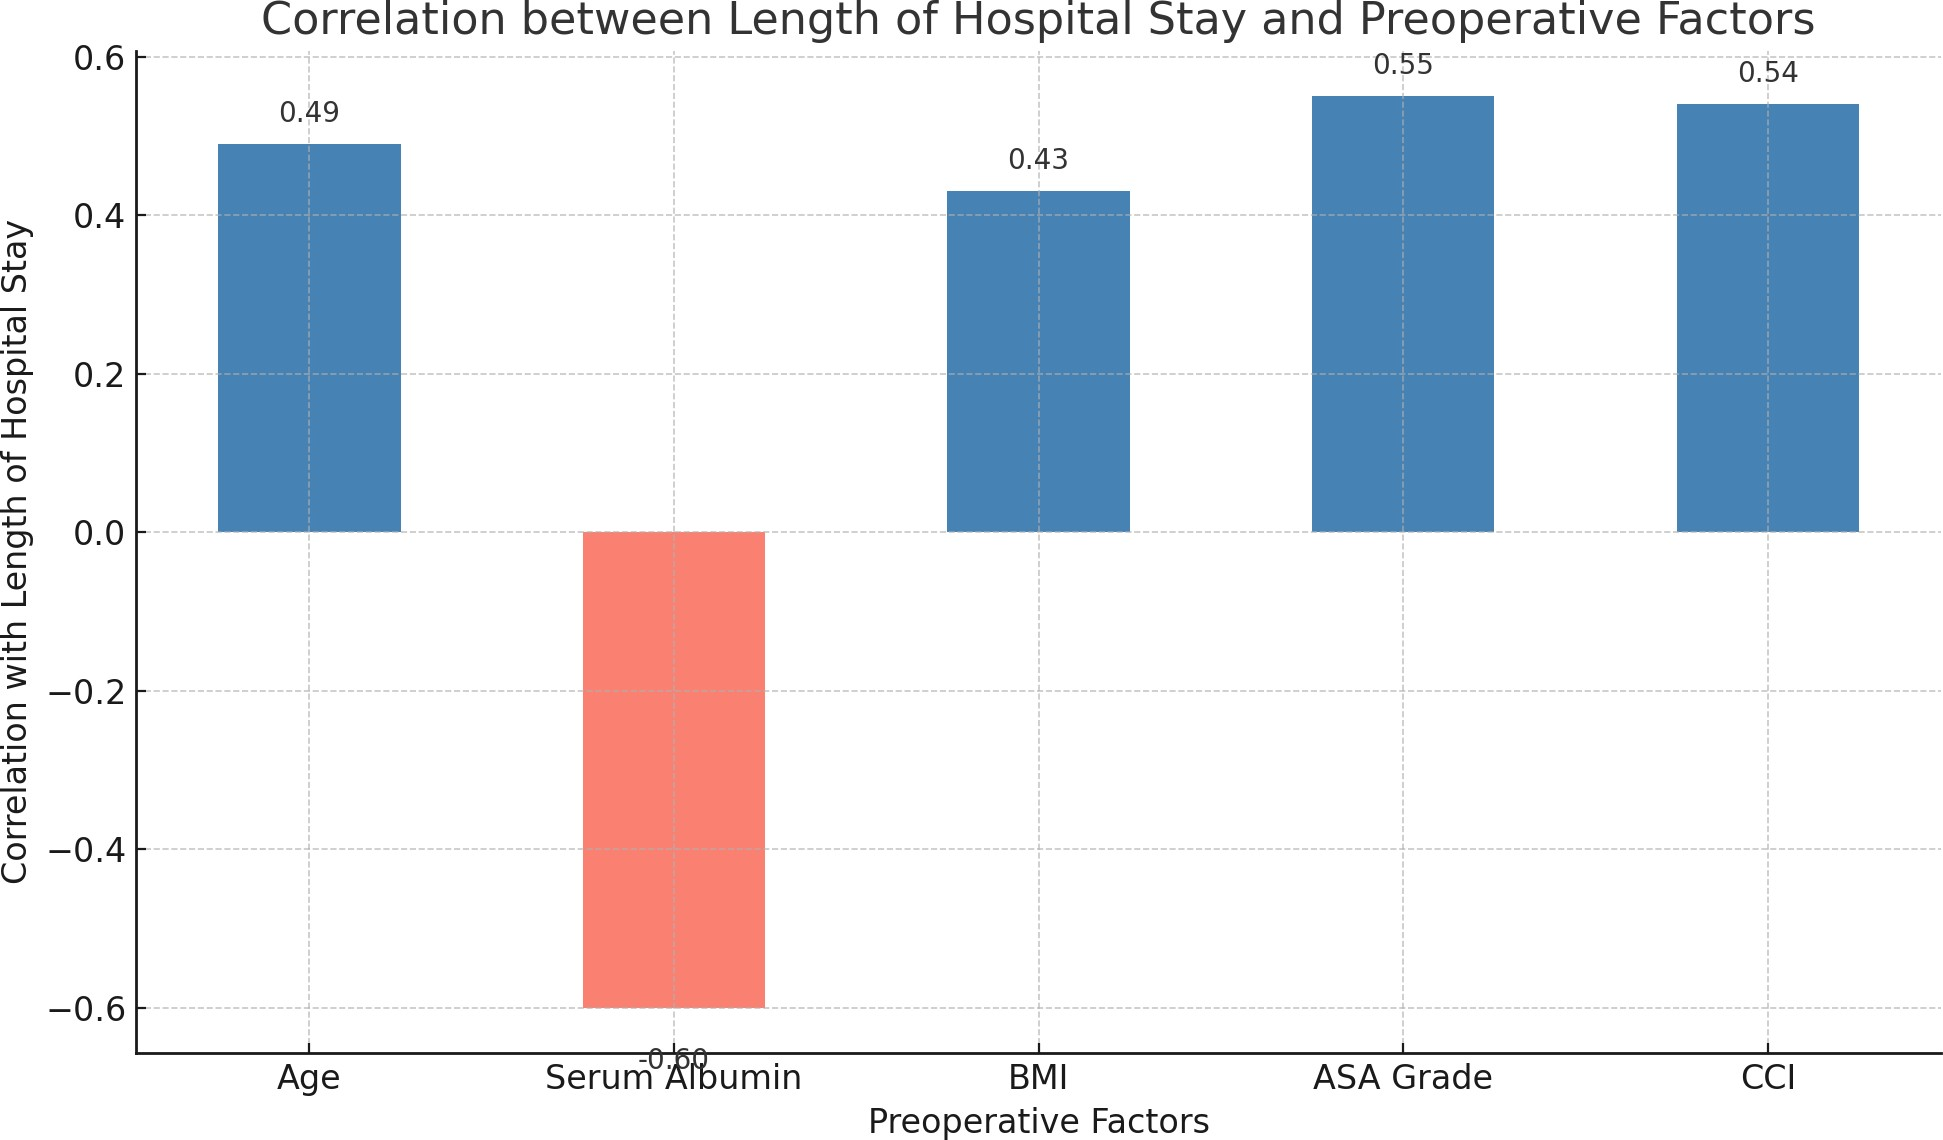 Correlation between Length of Hospital Stay and Preoperative Factors
Correlation with Length of Hospital Stay
0.6
0.4
0.2
0.0
−0.2
−0.4
−0.6
0.49
-0.60
0.43
0.55
0.54
Age
Serum Albumin
BMI
ASA Grade
CCI
Preoperative Factors